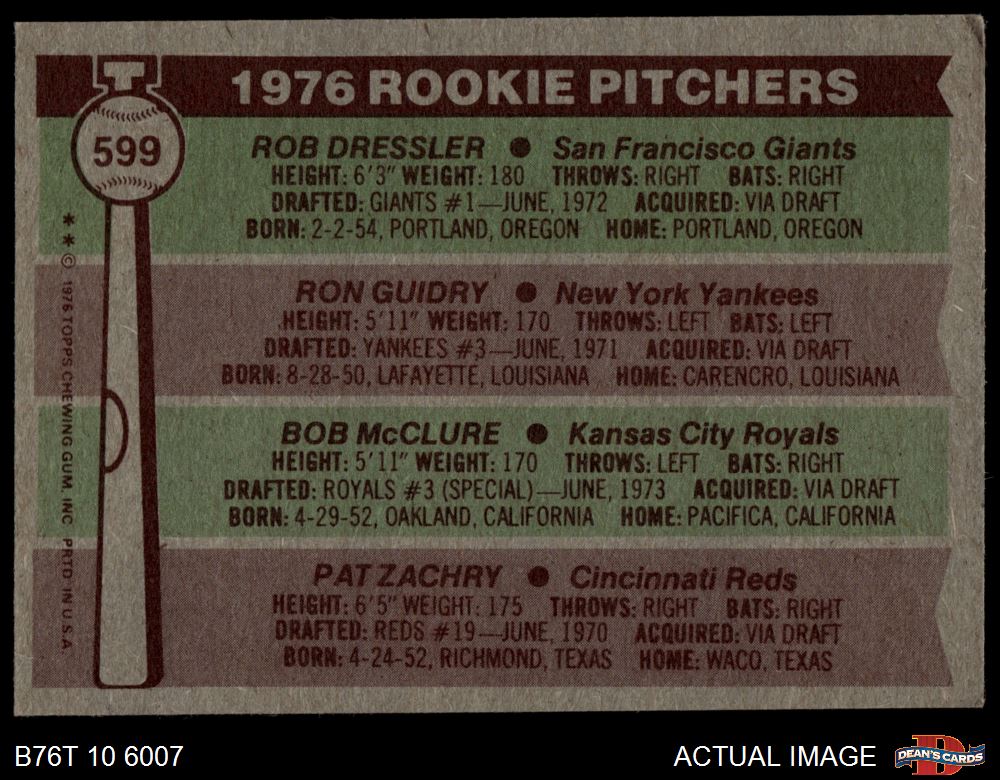 T
1976 ROOKIE PITCHERS
599
ROB DRESSLER ● San Francisco Giants
HEIGHT: 6'3" WEIGHT: 180 THROWS: RIGHT BATS: RIGHT
DRAFTED: GIANTS #1—JUNE, 1972 ACQUIRED: VIA DRAFT
BORN: 2-2-54, PORTLAND, OREGON HOME: PORTLAND, OREGON
RON GUIDRY ● New York Yankees
HEIGHT: 5'11" WEIGHT: 170 THROWS: LEFT BATS: LEFT
DRAFTED: YANKEES #3—JUNE, 1971 ACQUIRED: VIA DRAFT
BORN: 8-28-50, LAFAYETTE, LOUISIANA HOME: CARENCRO, LOUISIANA
BOB McCLURE ● Kansas City Royals
HEIGHT: 5'11" WEIGHT: 170 THROWS: LEFT BATS: RIGHT
DRAFTED: ROYALS #3 (SPECIAL)—JUNE, 1973 ACQUIRED: VIA DRAFT
BORN: 4-29-52, OAKLAND, CALIFORNIA HOME: PACIFICA, CALIFORNIA
PAT ZACHRY ● Cincinnati Reds
HEIGHT: 6'5" WEIGHT: 175 THROWS: RIGHT BATS: RIGHT
DRAFTED: REDS #19—JUNE, 1970 ACQUIRED: VIA DRAFT
BORN: 4-24-52, RICHMOND, TEXAS HOME: WACO, TEXAS
**© 1976 TOPPS CHEWING GUM, INC. PRTD. IN U.S.A.
B76T 10 6007
ACTUAL IMAGE
D
DEAN'S CARDS